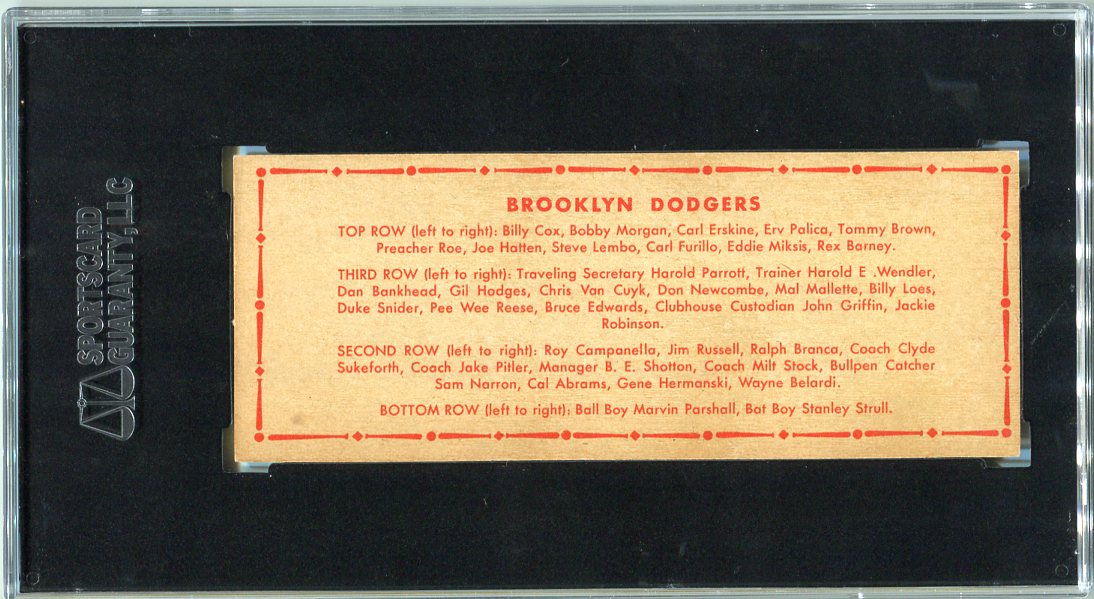 SPORTSCARD
GUARANTY, LLC
BROOKLYN DODGERS
TOP ROW (left to right): Billy Cox, Bobby Morgan, Carl Erskine, Erv Palica, Tommy Brown,
Preacher Roe, Joe Hatten, Steve Lembo, Carl Furillo, Eddie Miksis, Rex Barney.
THIRD ROW (left to right): Traveling Secretary Harold Parrott, Trainer Harold E .Wendler,
Dan Bankhead, Gil Hodges, Chris Van Cuyk, Don Newcombe, Mal Mallette, Billy Loes,
Duke Snider, Pee Wee Reese, Bruce Edwards, Clubhouse Custodian John Griffin, Jackie
Robinson.
SECOND ROW (left to right): Roy Campanella, Jim Russell, Ralph Branca, Coach Clyde
Sukeforth, Coach Jake Pitler, Manager B. E. Shotton, Coach Milt Stock, Bullpen Catcher
Sam Narron, Cal Abrams, Gene Hermanski, Wayne Belardi.
BOTTOM ROW (left to right): Ball Boy Marvin Parshall, Bat Boy Stanley Strull.